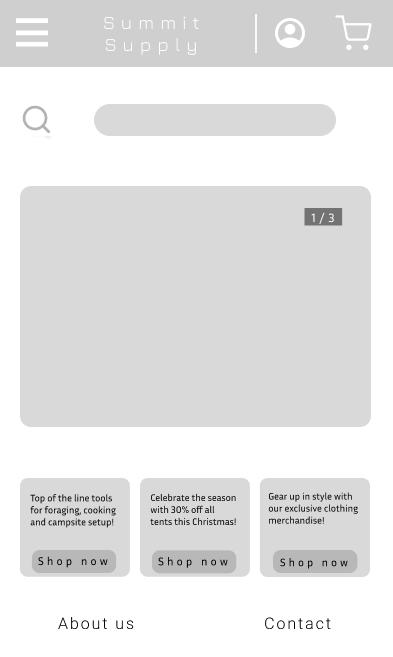 Summit
Supply
1/3
Top of the line tools
for foraging, cooking
and campsite setup!
Shop now
Celebrate the season
with 30% off all
tents this Christmas!
Shop now
Gear up in style with
our exclusive clothing
merchandise!
Shop now
About us
Contact